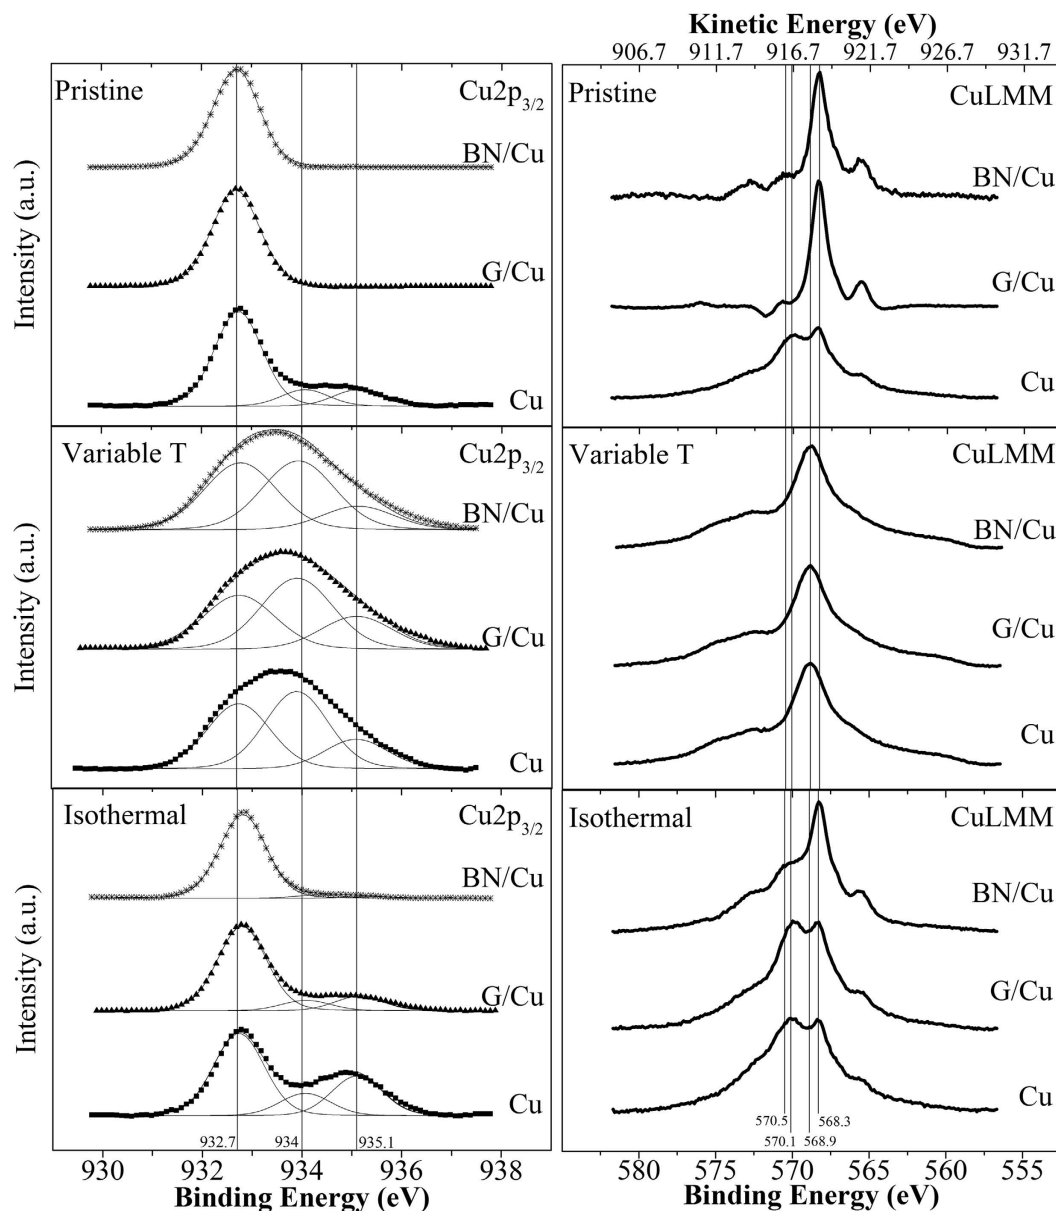 Kinetic Energy (eV)
906.7 911.7 916.7 921.7 926.7 931.7
Pristine
Cu2p3/2
BN/Cu
G/Cu
Cu
Intensity (a.u.)
Pristine
CuLMM
BN/Cu
G/Cu
Cu
Variable T
Cu2p3/2
BN/Cu
G/Cu
Cu
Intensity (a.u.)
Variable T
CuLMM
BN/Cu
G/Cu
Cu
Isothermal
Cu2p3/2
BN/Cu
G/Cu
Cu
Intensity (a.u.)
932.7 934 935.1
930 932 934 936 938
Binding Energy (eV)
Isothermal
CuLMM
BN/Cu
G/Cu
Cu
570.5 568.3
570.1 568.9
580 575 570 565 560 555
Binding Energy (eV)